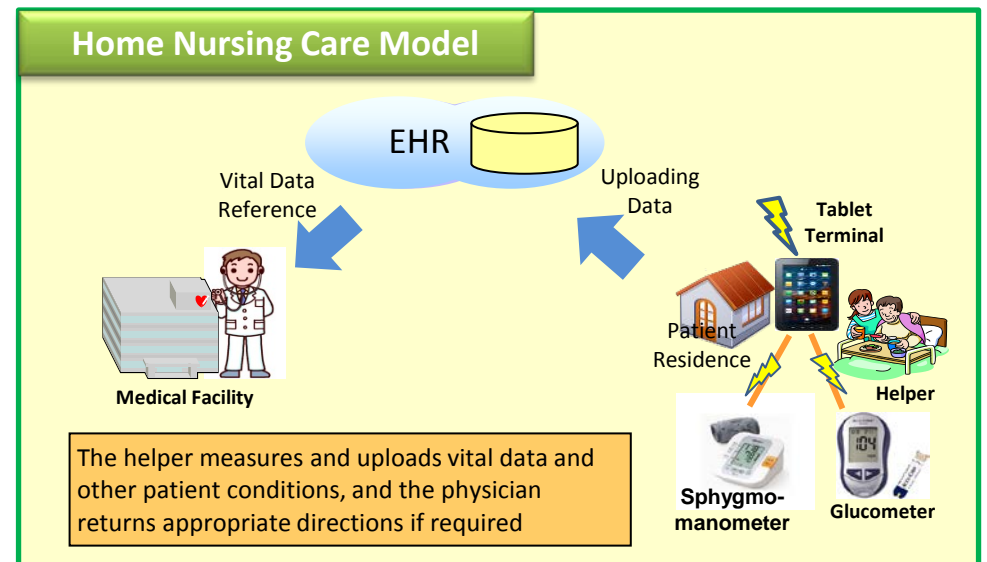 Home Nursing Care Model
EHR
Vital Data
Reference
Uploading
Data
Tablet
Terminal
Patient
Residence
Medical Facility
Helper
104
Sphygmo-
manometer
Glucometer
The helper measures and uploads vital data and
other patient conditions, and the physician
returns appropriate directions if required